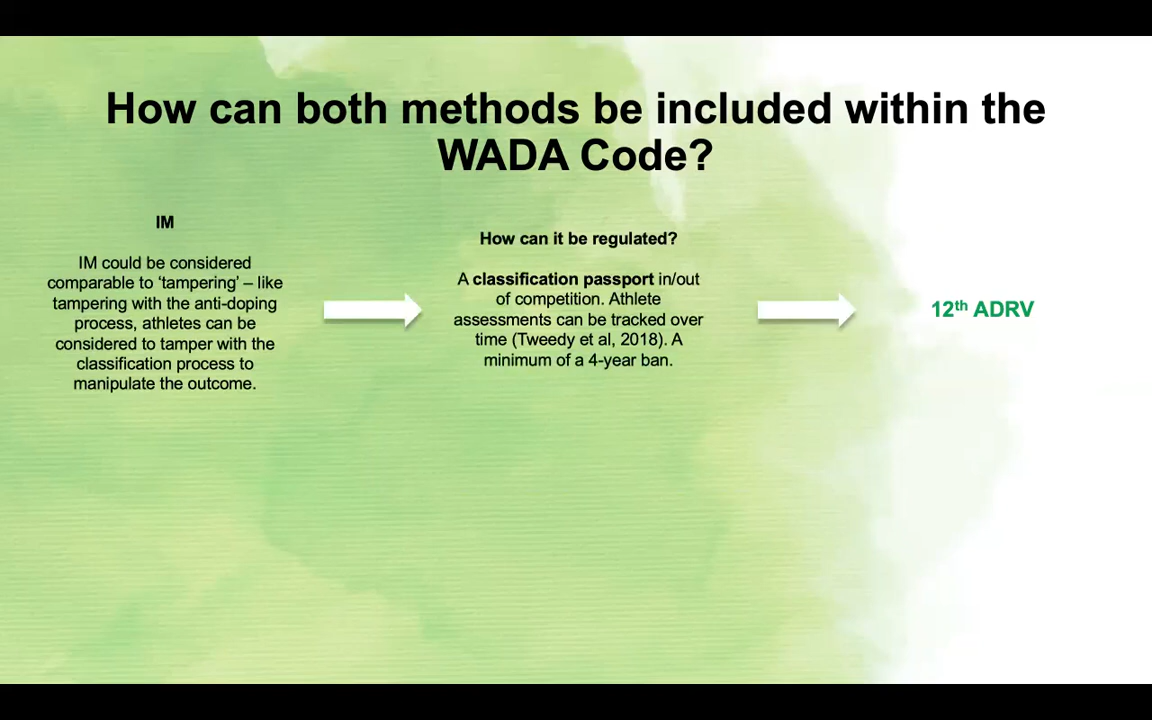 How can both methods be included within the
WADA Code?
IM
IM could be considered
comparable to ‘tampering’ – like
tampering with the anti-doping
process, athletes can be
considered to tamper with the
classification process to
manipulate the outcome.
How can it be regulated?
A classification passport in/out
of competition. Athlete
assessments can be tracked over
time (Tweedy et al, 2018). A
minimum of a 4-year ban.
12th ADRV